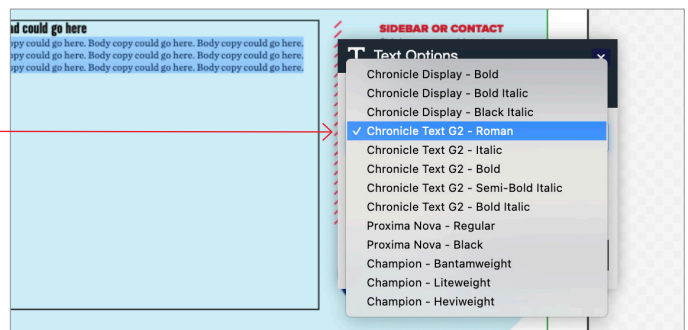 ad could go here
opy could go here. Body copy could go here. Body copy could go here.
opy could go here. Body copy could go here. Body copy could go here.
opy could go here. Body copy could go here. Body copy could go here.
SIDEBAR OR CONTACT
T Text Options
Chronicle Display - Bold
Chronicle Display - Bold Italic
Chronicle Display - Black Italic
✓ Chronicle Text G2 - Roman
Chronicle Text G2 - Italic
Chronicle Text G2 - Bold
Chronicle Text G2 - Semi-Bold Italic
Chronicle Text G2 - Bold Italic
Proxima Nova - Regular
Proxima Nova - Black
Champion - Bantamweight
Champion - Liteweight
Champion - Heviweight